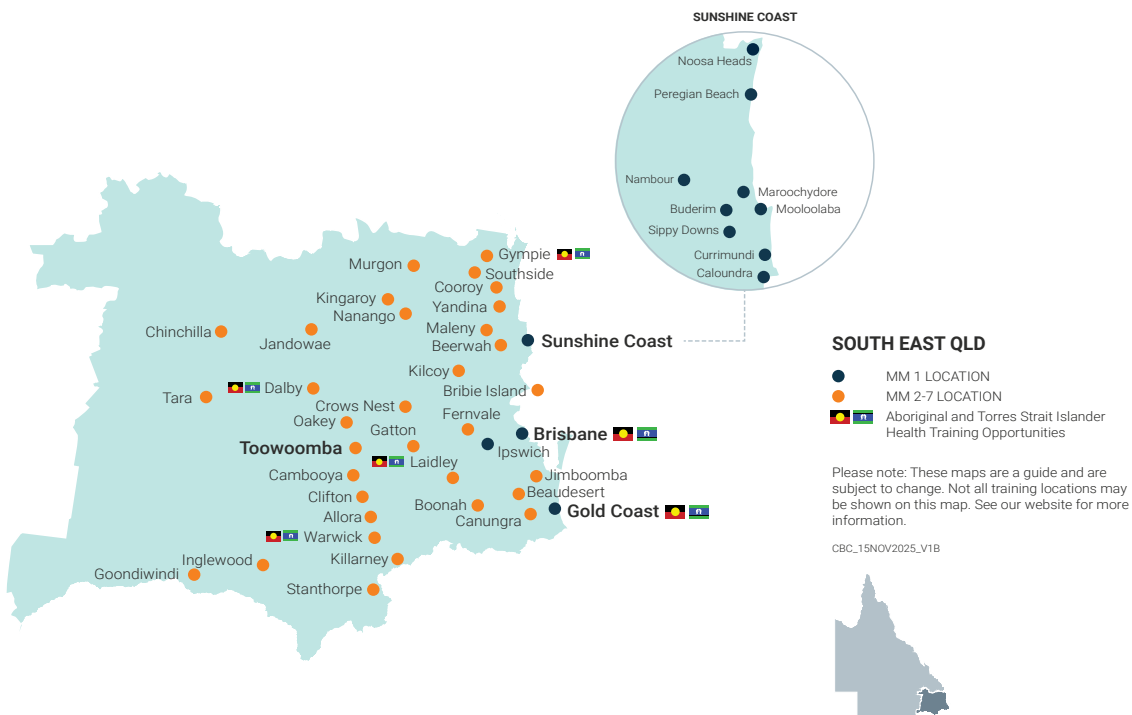 SUNSHINE COAST
Noosa Heads
Peregian Beach
Nambour
Maroochydore
Buderim
Mooloolaba
Sippy Downs
Currimundi
Caloundra
Gympie
Murgon
Southside
Cooroy
Kingaroy
Yandina
Nanango
Chinchilla
Maleny
Jandowae
Beerwah
Sunshine Coast
Kilcoy
Tara
Dalby
Bribie Island
Crows Nest
Fernvale
Oakey
Gatton
Brisbane
Toowoomba
Ipswich
Laidley
Cambooya
Jimboomba
Clifton
Beaudesert
Boonah
Allora
Canungra
Gold Coast
Warwick
Inglewood
Killarney
Goondiwindi
Stanthorpe
SOUTH EAST QLD
MM 1 LOCATION
MM 2-7 LOCATION
Aboriginal and Torres Strait Islander
Health Training Opportunities
Please note: These maps are a guide and are
subject to change. Not all training locations may
be shown on this map. See our website for more
information.
CBC_15NOV2025_V1B